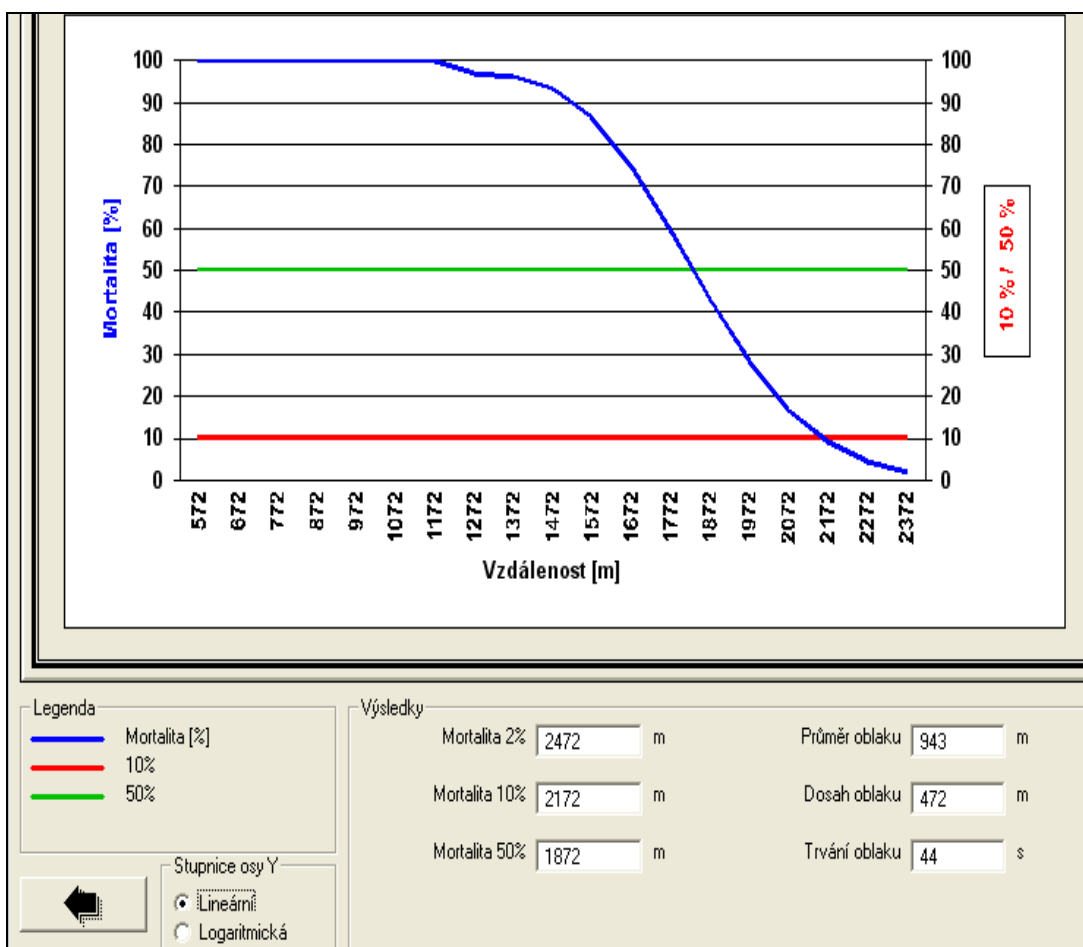 100 100
90 90
80 80
70 70
60 60
50 50
40 40
30 30
20 20
10 10
0 0
Mortalita [%]
10 % / 50 %
572 672 772 872 972 1072 1172 1272 1372 1472 1572 1672 1772 1872 1972 2072 2172 2272 2372
Vzdálenost [m]
Legenda
Mortalita [%]
10%
50%
Stupnice osy Y
Lineární
Logaritmická
Výsledky
Mortalita 2% 2472 m
Průměr oblaku 943 m
Mortalita 10% 2172 m
Dosah oblaku 472 m
Mortalita 50% 1872 m
Trvání oblaku 44 s